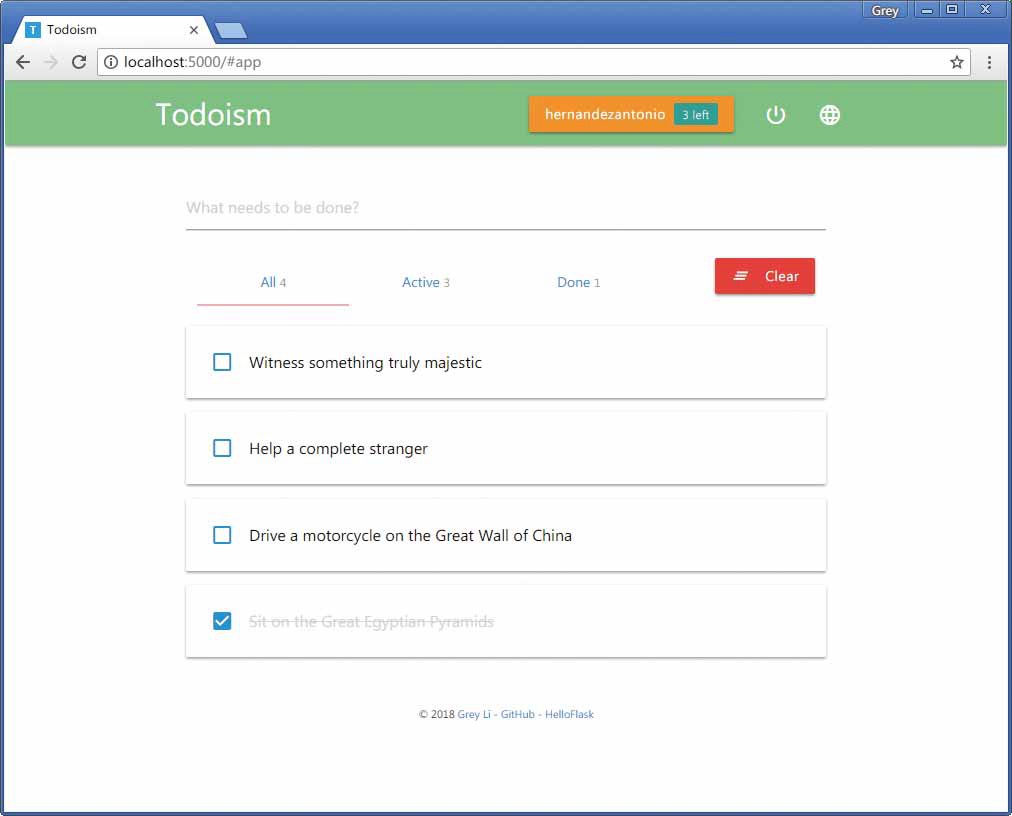 Grey
T Todoism
localhost:5000/#app
Todoism hernandezantonio 3 left
What needs to be done?
All 4 Active 3 Done 1 Clear
Witness something truly majestic
Help a complete stranger
Drive a motorcycle on the Great Wall of China
Sit on the Great Egyptian Pyramids
© 2018 Grey Li - GitHub - HelloFlask